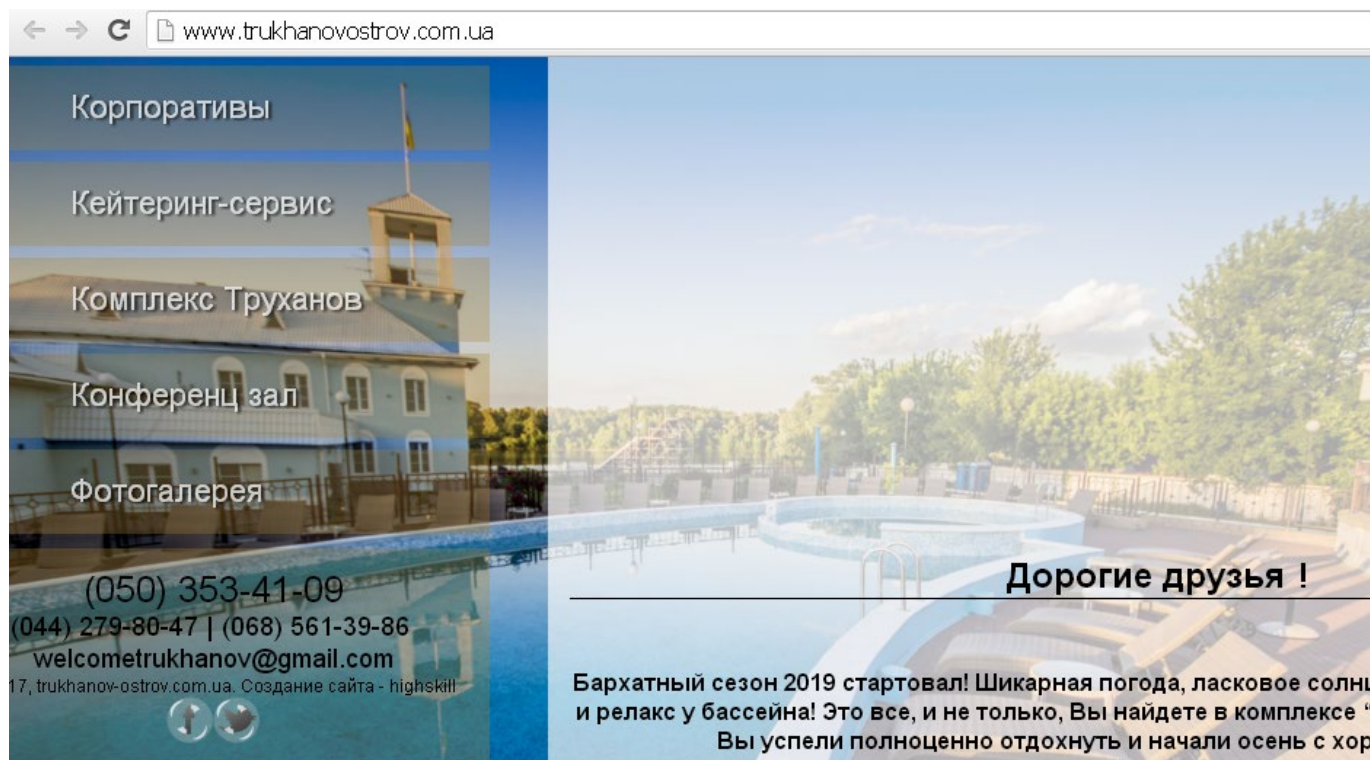 www.trukhanovostrov.com.ua
Корпоративы
Кейтеринг-сервис
Комплекс Труханов
Конференц зал
Фотогалерея
(050) 353-41-09
(044) 279-80-47 | (068) 561-39-86
welcometrukhanov@gmail.com
17, trukhanov-ostrov.com.ua. Создание сайта - highskill
Дорогие друзья !
Бархатный сезон 2019 стартовал! Шикарная погода, ласковое
и релакс у бассейна! Это все, и не только, Вы найдете в комплексе “
Вы успели полноценно отдохнуть и начали осень с